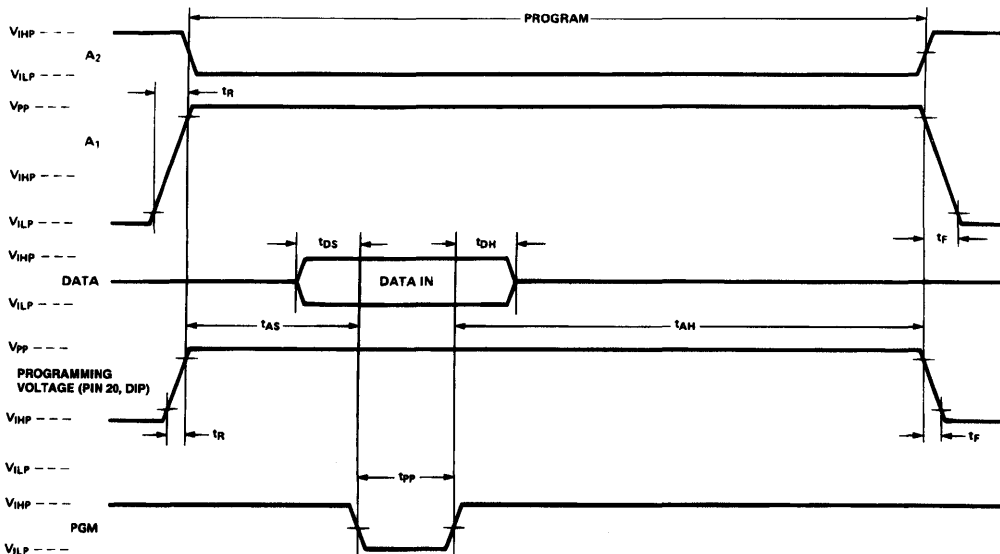 PROGRAM
VIHP
A2
VILP
tR
VPP
A1
VIHP
VILP
tF
VIHP
tDS
tDH
DATA
DATA IN
VILP
tAS
tAH
VPP
PROGRAMMING
VOLTAGE (PIN 20, DIP)
VIHP
tR
tF
VILP
tPP
VIHP
PGM
VILP